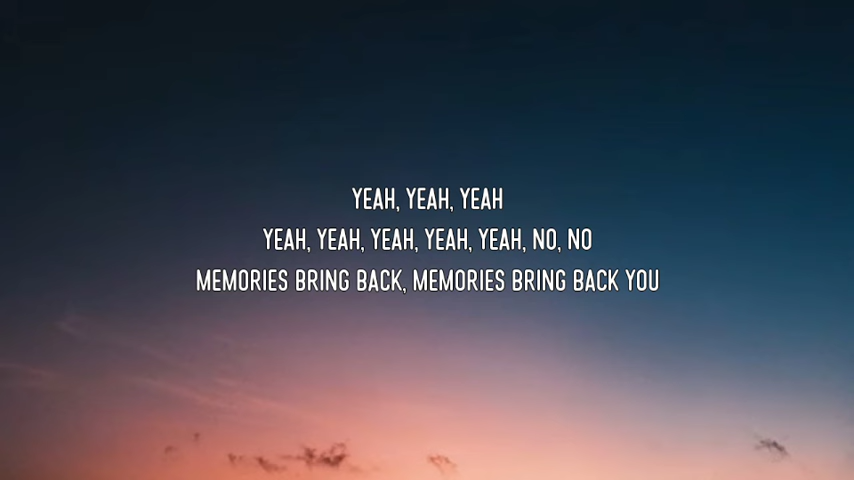 YEAH, YEAH, YEAH
YEAH, YEAH, YEAH, YEAH, YEAH, NO, NO
MEMORIES BRING BACK, MEMORIES BRING BACK YOU